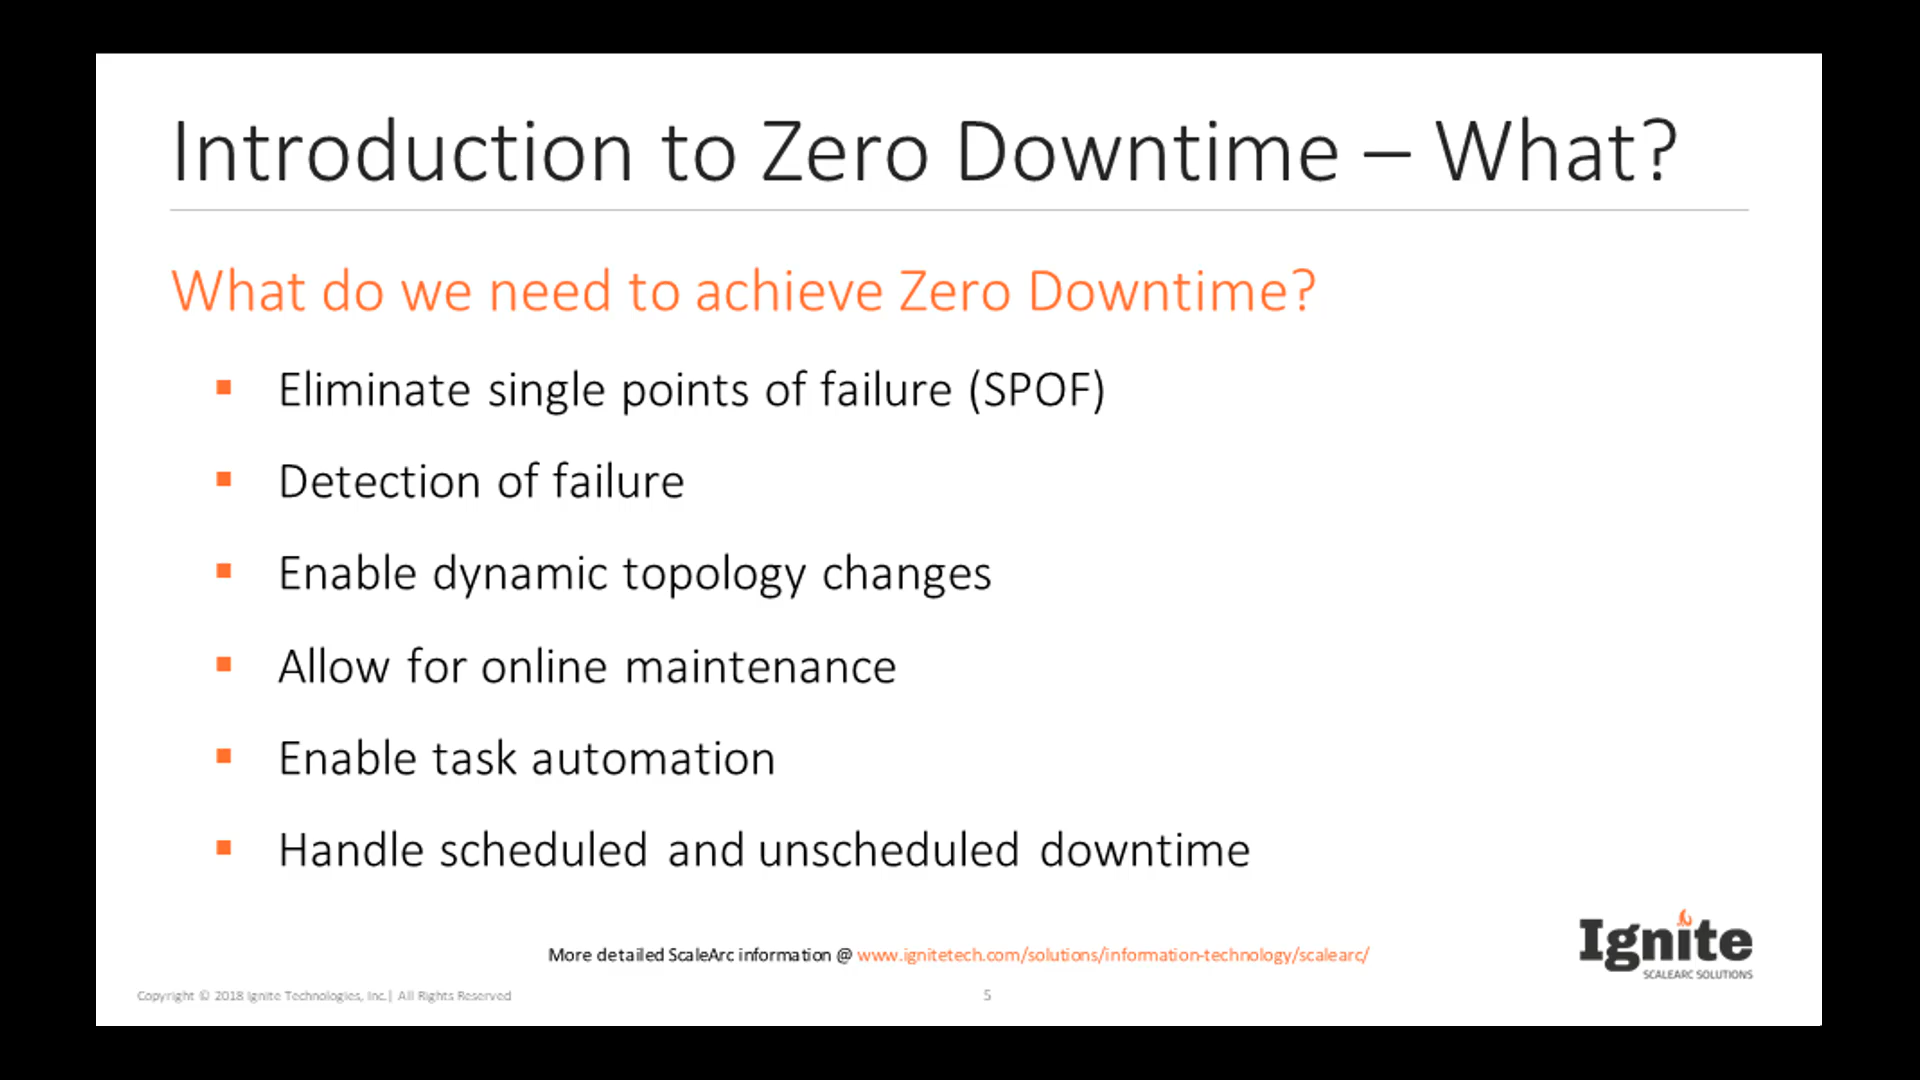 Introduction to Zero Downtime – What?
What do we need to achieve Zero Downtime?
▪ Eliminate single points of failure (SPOF)
▪ Detection of failure
▪ Enable dynamic topology changes
▪ Allow for online maintenance
▪ Enable task automation
▪ Handle scheduled and unscheduled downtime
More detailed ScaleArc information @ www.ignitetech.com/solutions/information-technology/scalearc/
Ignite
SCALEARC SOLUTIONS
Copyright © 2018 Ignite Technologies, Inc.| All Rights Reserved
5